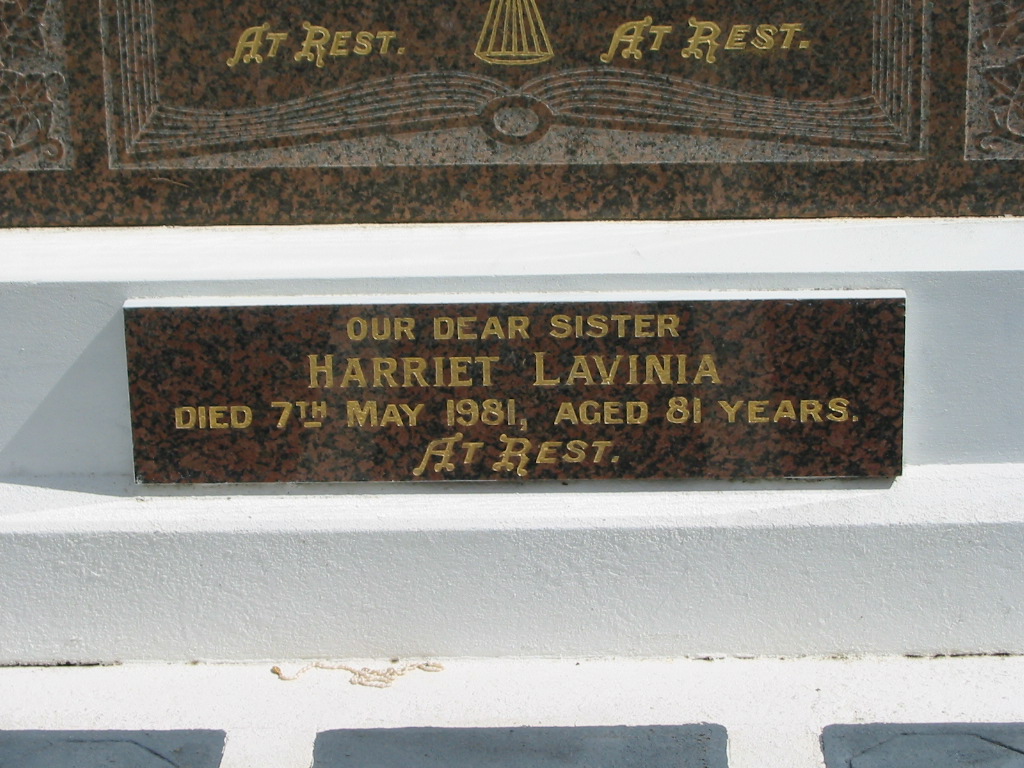 At Rest. At Rest.
OUR DEAR SISTER
HARRIET LAVINIA
DIED 7TH MAY 1981, AGED 81 YEARS.
At Rest.